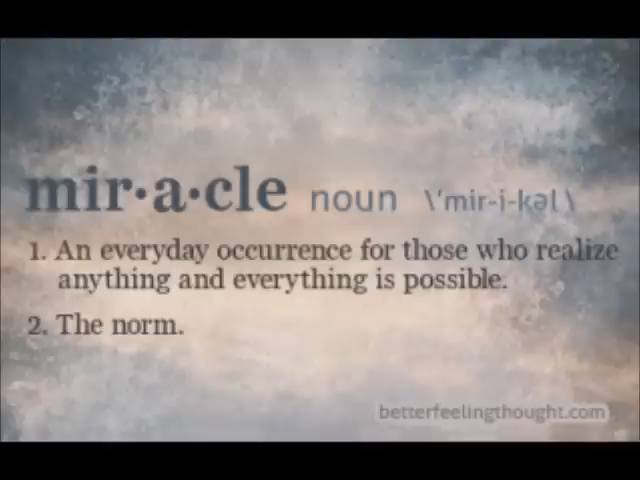 mir·a·cle noun \'mir-i-kəl\
1. An everyday occurrence for those who realize
anything and everything is possible.
2. The norm.
betterfeelingthought.com